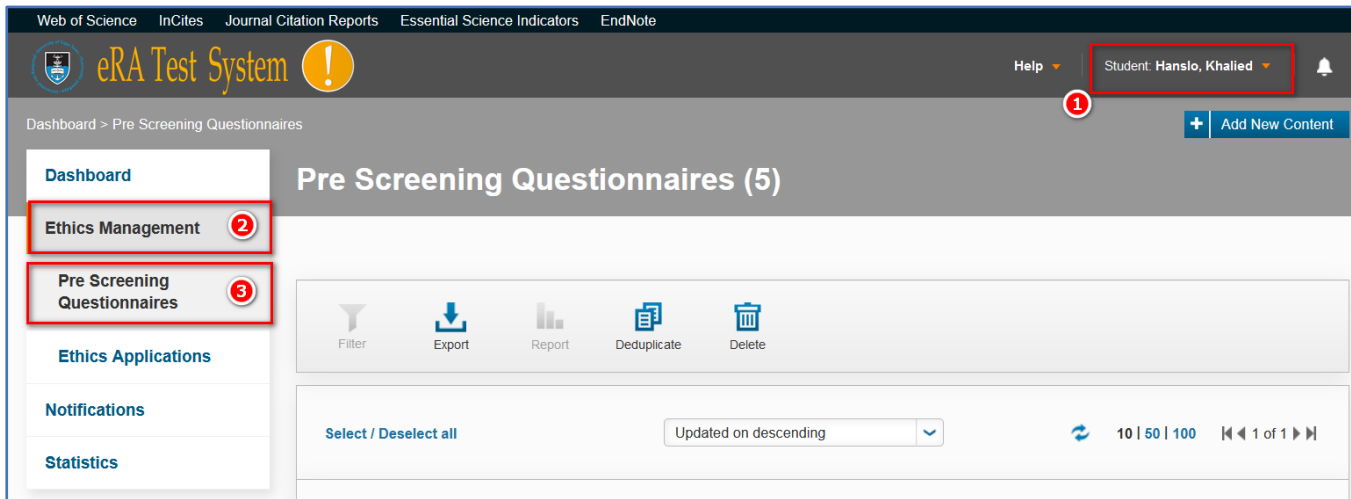 Web of Science InCites Journal Citation Reports Essential Science Indicators EndNote
eRA Test System !
Help Student: Hanslo, Khalied
1
Dashboard > Pre Screening Questionnaires
+ Add New Content
Dashboard
Pre Screening Questionnaires (5)
Ethics Management 2
Pre Screening
Questionnaires 3
Filter Export Report Deduplicate Delete
Ethics Applications
Notifications
Select / Deselect all Updated on descending 10 | 50 | 100 1 of 1
Statistics